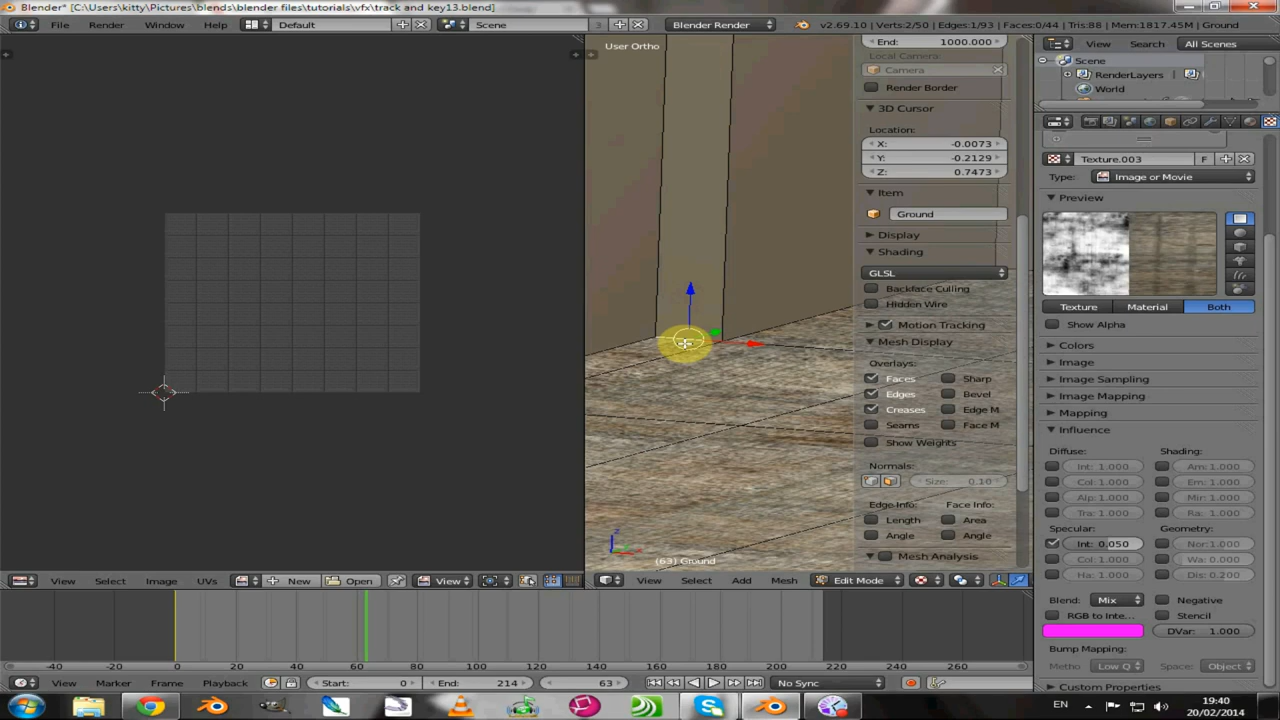 Blender* [C:\Users\kitty\Pictures\blends\blender files\tutorials\vfx\track and key13.blend]
File Render Window Help Default Scene 3 Blender Render v2.69.10 | Verts:2/50 | Edges:1/93 | Faces:0/44 | Tris:88 | Mem:1817.45M | Ground
User Ortho
End: 1000.000
Local Camera:
Camera
Render Border
3D Cursor
Location:
X: -0.0073
Y: -0.2129
Z: 0.7473
Item
Ground
Display
Shading
GLSL
Backface Culling
Hidden Wire
Motion Tracking
Mesh Display
Overlays:
Faces Sharp
Edges Bevel
Creases Edge M
Seams Face M
Show Weights
Normals:
Size: 0.10
Edge Info: Face Info:
Length Area
Angle Angle
Mesh Analysis
(63) Ground
z
View Search All Scenes
Scene
RenderLayers
World
Texture.003 F
Type: Image or Movie
Preview
Texture Material Both
Show Alpha
Colors
Image
Image Sampling
Image Mapping
Mapping
Influence
Diffuse: Shading:
Int: 1.000 Am: 1.000
Col: 1.000 Em: 1.000
Alp: 1.000 Mir: 1.000
Tra: 1.000 Ra: 1.000
Specular: Geometry:
Int: 0.050 Nor:1.000
Col: 1.000 Wa: 0.000
Ha: 1.000 Dis: 0.200
Blend: Mix Negative
RGB to Inte... Stencil
DVar: 1.000
Bump Mapping:
Metho Low Q Space: Object
Custom Properties
View Select Image UVs New Open View
View Select Add Mesh Edit Mode
-40 -20 0 20 40 60 80 100 120 140 160 180 200 220 240 260
View Marker Frame Playback Start: 0 End: 214 63 No Sync
EN 19:40
20/02/2014